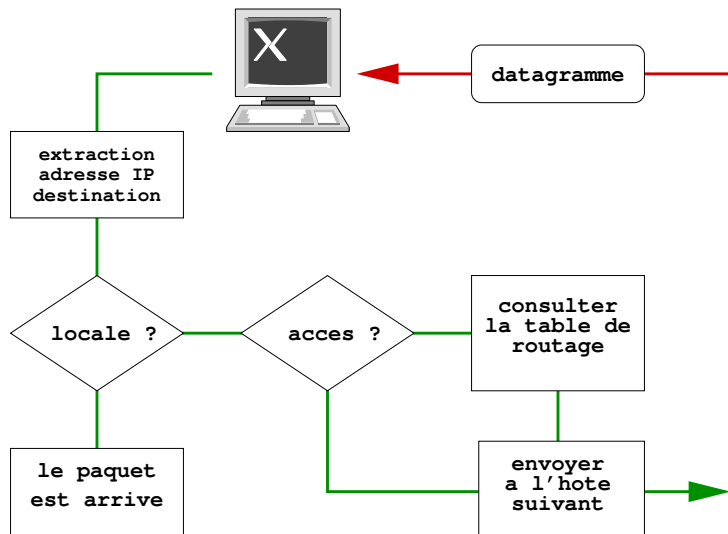 datagramme
extraction
adresse IP
destination
locale ?
acces ?
consulter
la table de
routage
le paquet
est arrive
envoyer
a l'hote
suivant